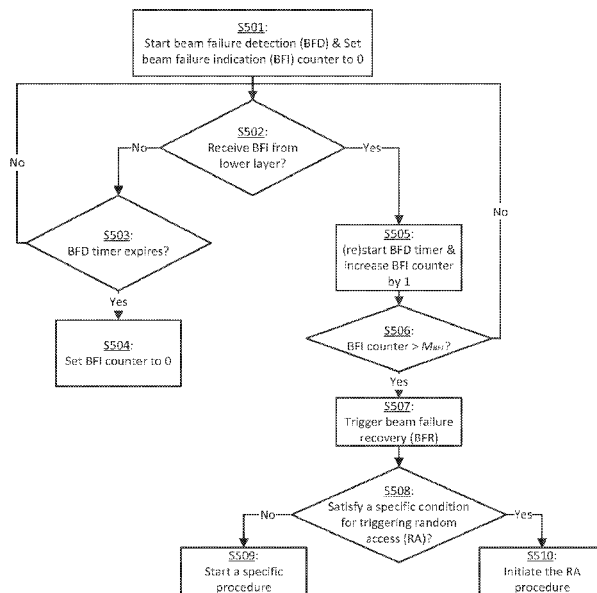 S501:
Start beam failure detection (BFD) & Set
beam failure indication (BFI) counter to 0
S502:
Receive BFI from
lower layer?
No
Yes
No
No
S503:
BFD timer expires?
S505:
(re)start BFD timer &
increase BFI counter
by 1
Yes
S504:
Set BFI counter to 0
S506:
BFI counter > MBFI?
Yes
S507:
Trigger beam failure
recovery (BFR)
S508:
Satisfy a specific condition
for triggering random
access (RA)?
No
Yes
S509:
Start a specific
procedure
S510:
Initiate the RA
procedure